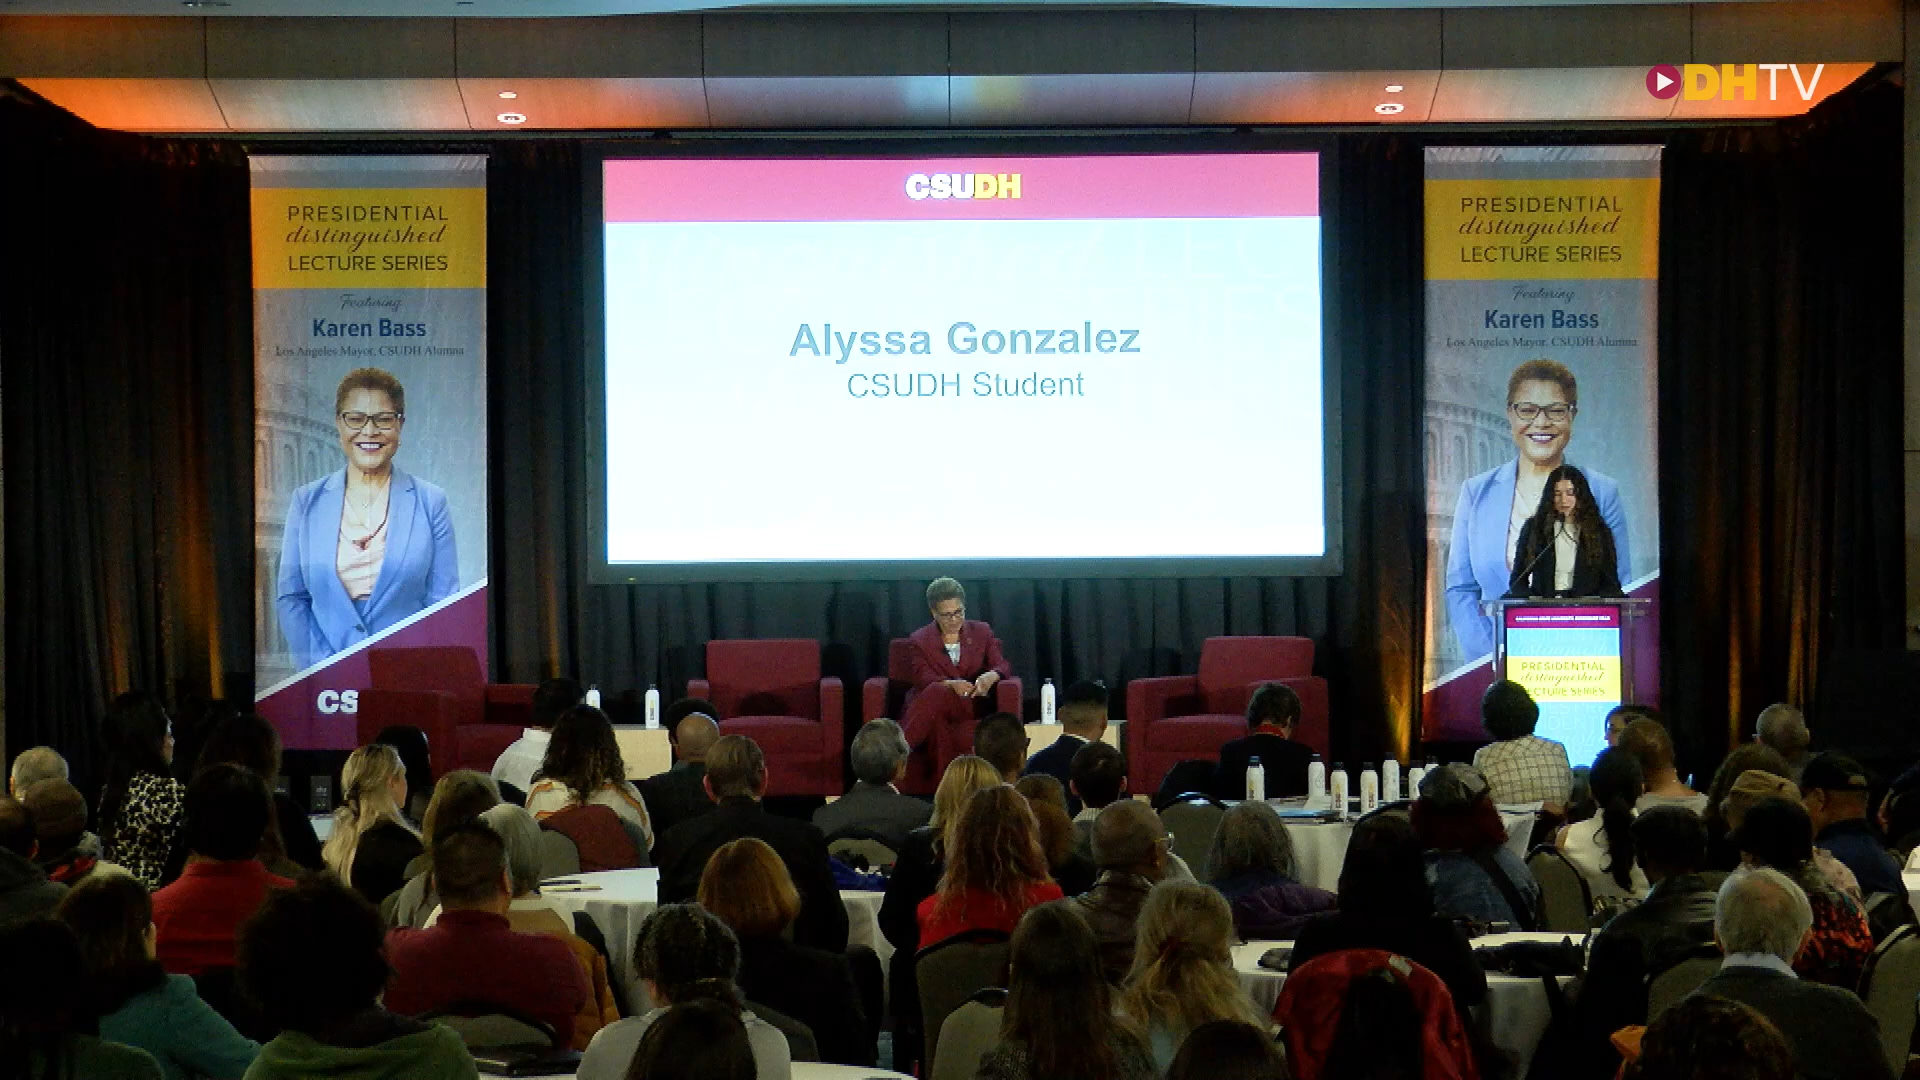 DHTV
CSUDH
Alyssa Gonzalez
CSUDH Student
PRESIDENTIAL
distinguished
LECTURE SERIES
Featuring
Karen Bass
Los Angeles Mayor, CSUDH Alumna
CS
PRESIDENTIAL
distinguished
LECTURE SERIES
Featuring
Karen Bass
Los Angeles Mayor, CSUDH Alumna
PRESIDENTIAL
distinguished
LECTURE SERIES